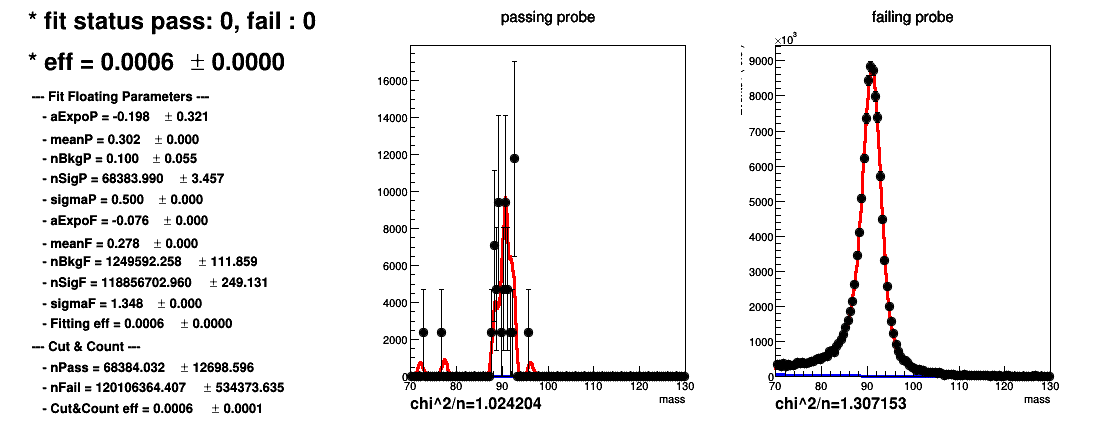 * fit status pass: 0, fail : 0
* eff = 0.0006 ± 0.0000
--- Fit Floating Parameters ---
- aExpoP = -0.198 ± 0.321
- meanP = 0.302 ± 0.000
- nBkgP = 0.100 ± 0.055
- nSigP = 68383.990 ± 3.457
- sigmaP = 0.500 ± 0.000
- aExpoF = -0.076 ± 0.000
- meanF = 0.278 ± 0.000
- nBkgF = 1249592.258 ± 111.859
- nSigF = 118856702.960 ± 249.131
- sigmaF = 1.348 ± 0.000
- Fitting eff = 0.0006 ± 0.0000
--- Cut & Count ---
- nPass = 68384.032 ± 12698.596
- nFail = 120106364.407 ± 534373.635
- Cut&Count eff = 0.0006 ± 0.0001
passing probe
16000
14000
12000
10000
8000
6000
4000
2000
0
70 80 90 100 110 120 130
mass
chi^2/n=1.024204
failing probe
×10³
9000
8000
7000
6000
5000
4000
3000
2000
1000
0
70 80 90 100 110 120 130
mass
chi^2/n=1.307153